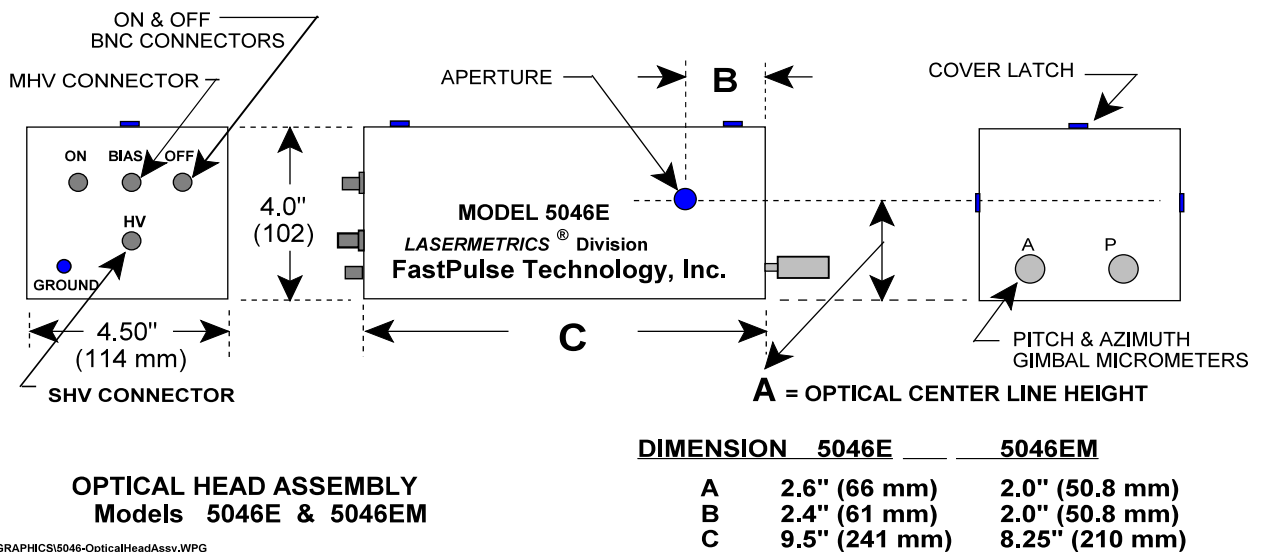 ON & OFF
BNC CONNECTORS
MHV CONNECTOR
APERTURE
B
COVER LATCH
ON BIAS OFF
HV
GROUND
4.0"
(102)
4.50"
(114 mm)
SHV CONNECTOR
MODEL 5046E
LASERMETRICS ® Division
FastPulse Technology, Inc.
C
A P
PITCH & AZIMUTH
GIMBAL MICROMETERS
A = OPTICAL CENTER LINE HEIGHT
OPTICAL HEAD ASSEMBLY
Models 5046E & 5046EM
DIMENSION 5046E 5046EM
A 2.6" (66 mm) 2.0" (50.8 mm)
B 2.4" (61 mm) 2.0" (50.8 mm)
C 9.5" (241 mm) 8.25" (210 mm)
GRAPHICS\5046-OpticalHeadAssy.WPG